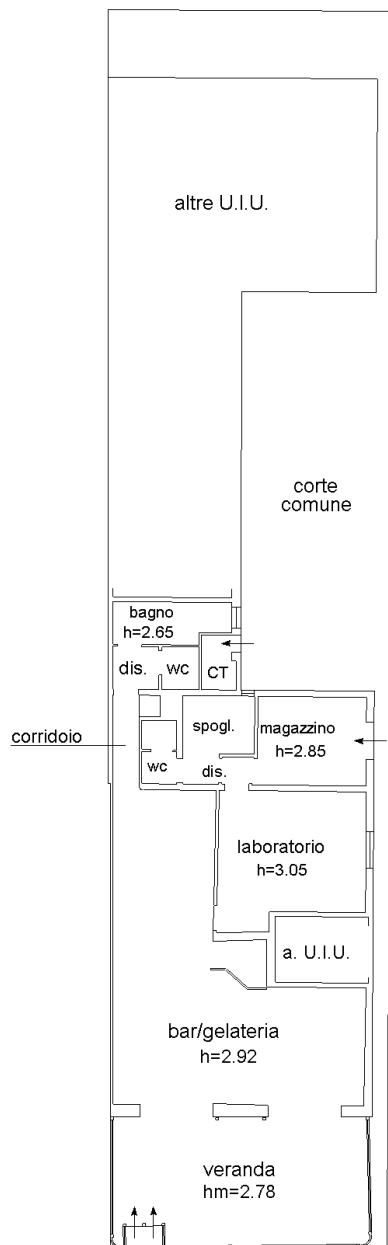 altre U.I.U.
corte
comune
bagno
h=2.65
dis.
wc
CT
spogl.
magazzino
h=2.85
corridoio
wc
dis.
laboratorio
h=3.05
a. U.I.U.
bar/gelateria
h=2.92
veranda
hm=2.78